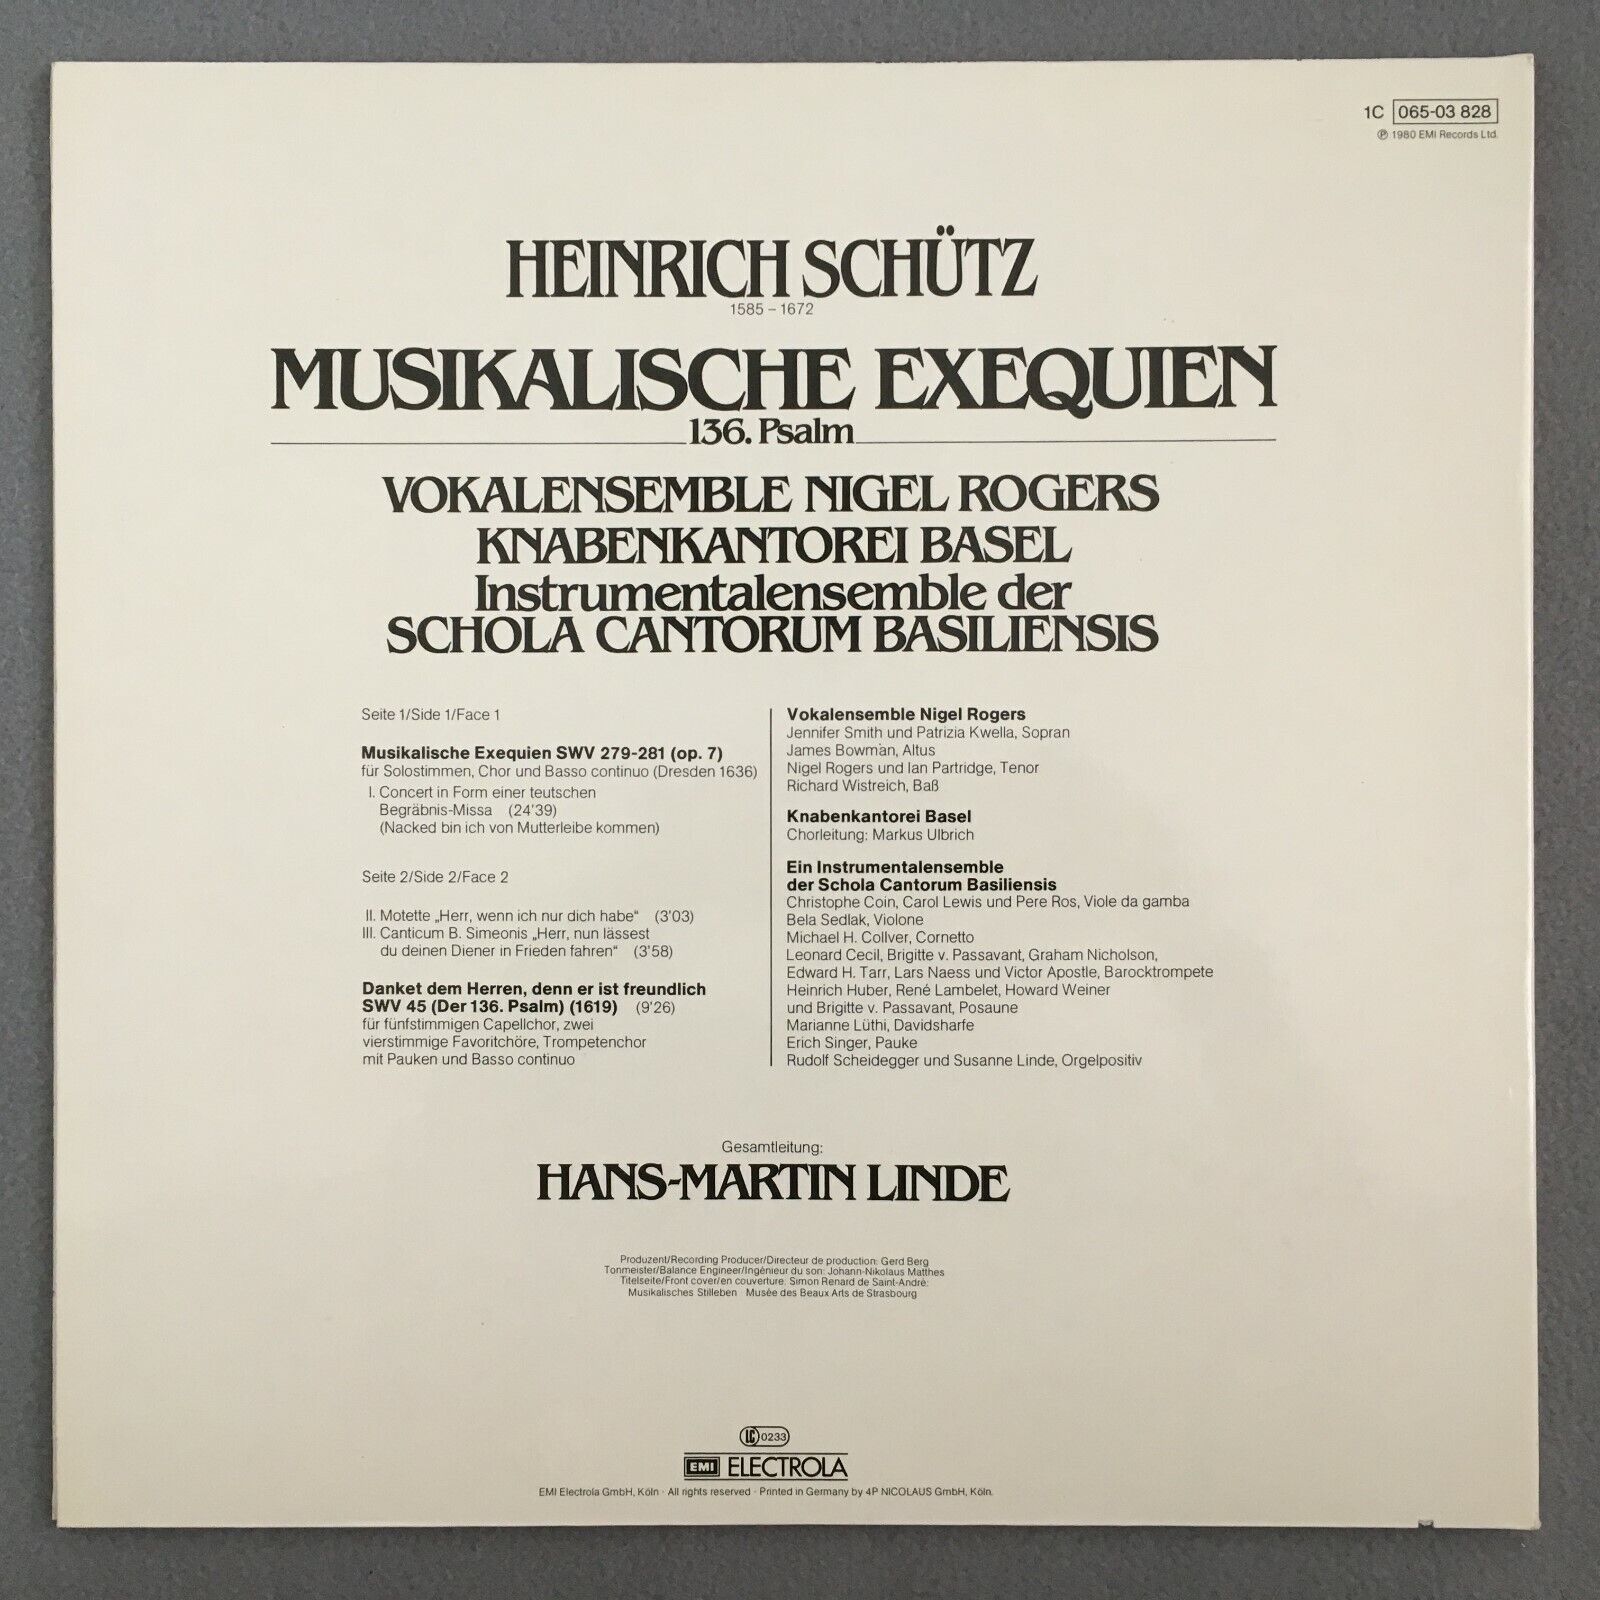 1C 065-03 828
℗ 1980 EMI Records Ltd.
HEINRICH SCHÜTZ
1585 – 1672
MUSIKALISCHE EXEQUIEN
136. Psalm
VOKALENSEMBLE NIGEL ROGERS
KNABENKANTOREI BASEL
Instrumentalensemble der
SCHOLA CANTORUM BASILIENSIS
Seite 1/Side 1/Face 1
Musikalische Exequien SWV 279-281 (op. 7)
für Solostimmen, Chor und Basso continuo (Dresden 1636)
I. Concert in Form einer teutschen
Begräbnis-Missa (24'39)
(Nacked bin ich von Mutterleibe kommen)
Seite 2/Side 2/Face 2
II. Motette „Herr, wenn ich nur dich habe“ (3'03)
III. Canticum B. Simeonis „Herr, nun lässest
du deinen Diener in Frieden fahren“ (3'58)
Danket dem Herren, denn er ist freundlich
SWV 45 (Der 136. Psalm) (1619) (9'26)
für fünfstimmigen Capellchor, zwei
vierstimmige Favoritchöre, Trompetenchor
mit Pauken und Basso continuo
Vokalensemble Nigel Rogers
Jennifer Smith und Patrizia Kwella, Sopran
James Bowman, Altus
Nigel Rogers und Ian Partridge, Tenor
Richard Wistreich, Baß
Knabenkantorei Basel
Chorleitung: Markus Ulbrich
Ein Instrumentalensemble
der Schola Cantorum Basiliensis
Christophe Coin, Carol Lewis und Pere Ros, Viole da gamba
Bela Sedlak, Violone
Michael H. Collver, Cornetto
Leonard Cecil, Brigitte v. Passavant, Graham Nicholson,
Edward H. Tarr, Lars Naess und Victor Apostle, Barocktrompete
Heinrich Huber, René Lambelet, Howard Weiner
und Brigitte v. Passavant, Posaune
Marianne Lüthi, Davidsharfe
Erich Singer, Pauke
Rudolf Scheidegger und Susanne Linde, Orgelpositiv
Gesamtleitung:
HANS-MARTIN LINDE
Produzent/Recording Producer/Directeur de production: Gerd Berg
Tonmeister/Balance Engineer/Ingénieur du son: Johann-Nikolaus Matthes
Titelseite/Front cover/en couverture: Simon Renard de Saint-André:
Musikalisches Stilleben Musée des Beaux Arts de Strasbourg
LC 0233
EMI ELECTROLA
EMI Electrola GmbH, Köln · All rights reserved · Printed in Germany by 4P NICOLAUS GmbH, Köln.